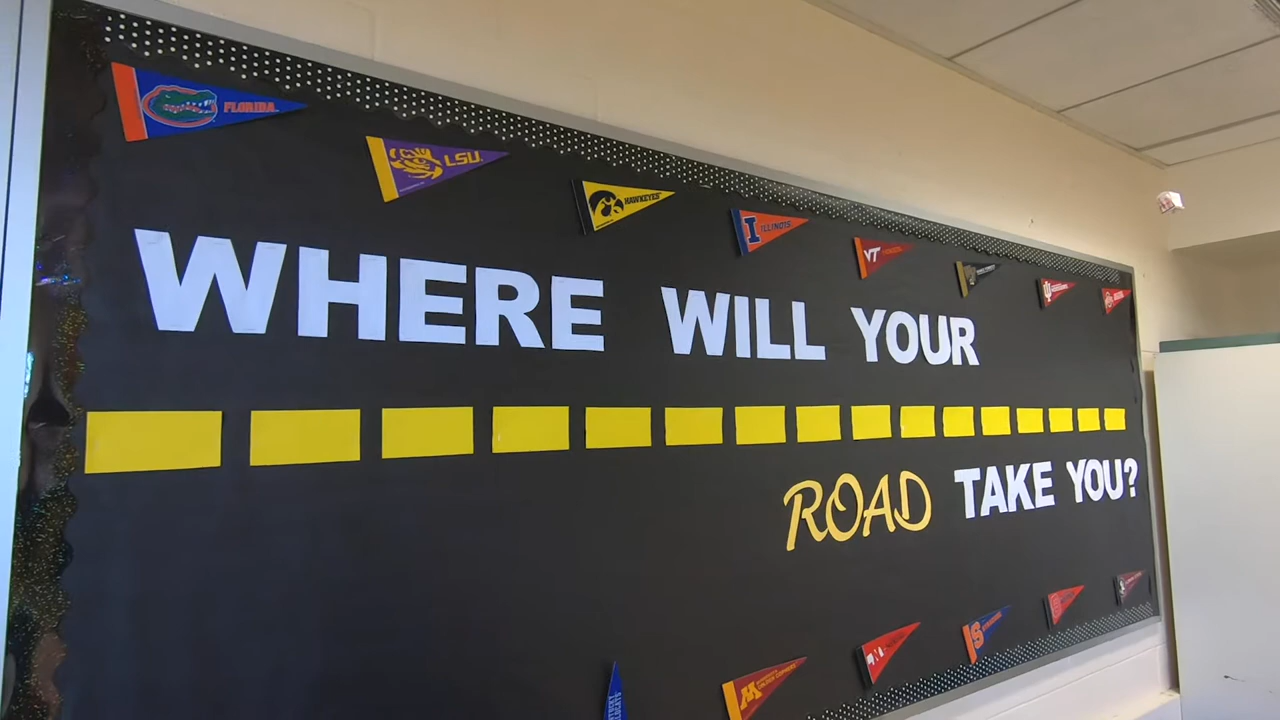 FLORIDA
LSU
HAWKEYES
I ILLINOIS
VT
WHERE WILL YOUR
ROAD TAKE YOU?
M
S